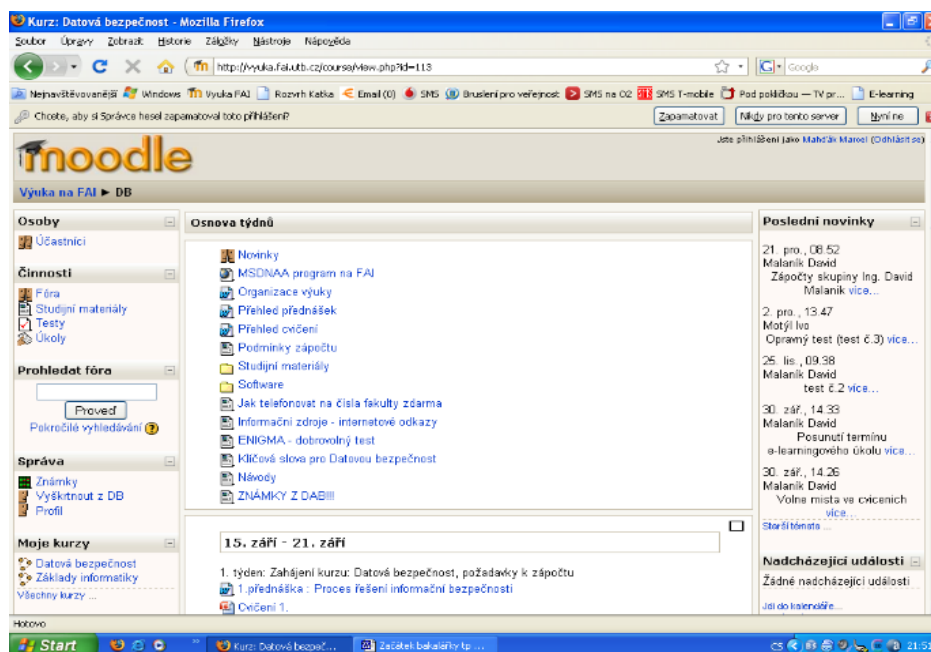 Kurz: Datová bezpečnost - Mozilla Firefox
Soubor Úpravy Zobrazit Historie Záložky Nástroje Nápověda
http://vyuka.fai.utb.cz/course/view.php?id=113
Google
Nejnavštěvovanější Windows Vyuka FAI Rozvrh Katka Email (0) SMS Bruslení pro veřejnost SMS na O2 SMS T-mobile Pod pokličkou — TV pr... E-learning
Chcete, aby si Správce hesel zapamatoval toto přihlášení?
Zapamatovat Nikdy pro tento server Nyní ne
moodle
Jste přihlášeni jako Mahďák Marcel (Odhlásit se)
Výuka na FAI ► DB
Osoby
Účastníci
Činnosti
Fóra
Studijní materiály
Testy
Úkoly
Prohledat fóra
Proveď
Pokročilé vyhledávání
Správa
Známky
Vyškrtnout z DB
Profil
Moje kurzy
Datová bezpečnost
Základy informatiky
Všechny kurzy ...
Osnova týdnů
Novinky
MSDNAA program na FAI
Organizace výuky
Přehled přednášek
Přehled cvičení
Podmínky zápočtu
Studijní materiály
Software
Jak telefonovat na čísla fakulty zdarma
Informační zdroje - internetové odkazy
ENIGMA - dobrovolný test
Klíčová slova pro Datovou bezpečnost
Návody
ZNÁMKY Z DAB!!!
15. září - 21. září
1. týden: Zahájení kurzu: Datová bezpečnost, požadavky k zápočtu
1.přednáška : Proces řešení informační bezpečnosti
Cvičení 1.
Poslední novinky
21. pro., 08.52
Malaník David
Zápočty skupiny Ing. David
Malanik více...
2. pro., 13.47
Motýl Ivo
Opravný test (test č.3) více...
25. lis., 09.38
Malaník David
test č.2 více...
30. zář., 14.33
Malaník David
Posunutí termínu
e-learningového úkolu více...
30. zář., 14.26
Malaník David
Volne mista ve cvicenich
více...
Starší témata ...
Nadcházející události
Žádné nadcházející události
Jdi do kalendáře...
Hotovo
Start
Kurz: Datová bezpeč...
Začátek bakalářky tp ...
CS
21:51